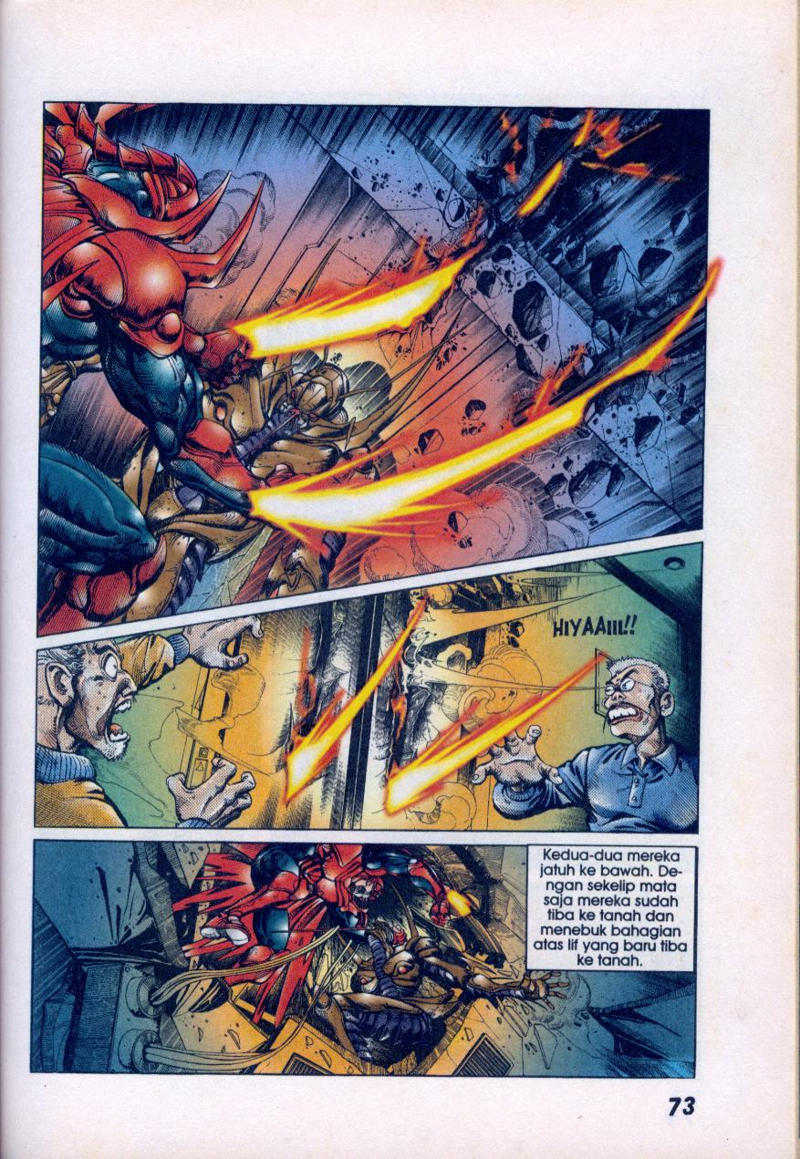 HIYAAIII!!
Kedua-dua mereka
jatuh ke bawah. De-
ngan sekelip mata
saja mereka sudah
tiba ke tanah dan
menebuk bahagian
atas lif yang baru tiba
ke tanah.
73